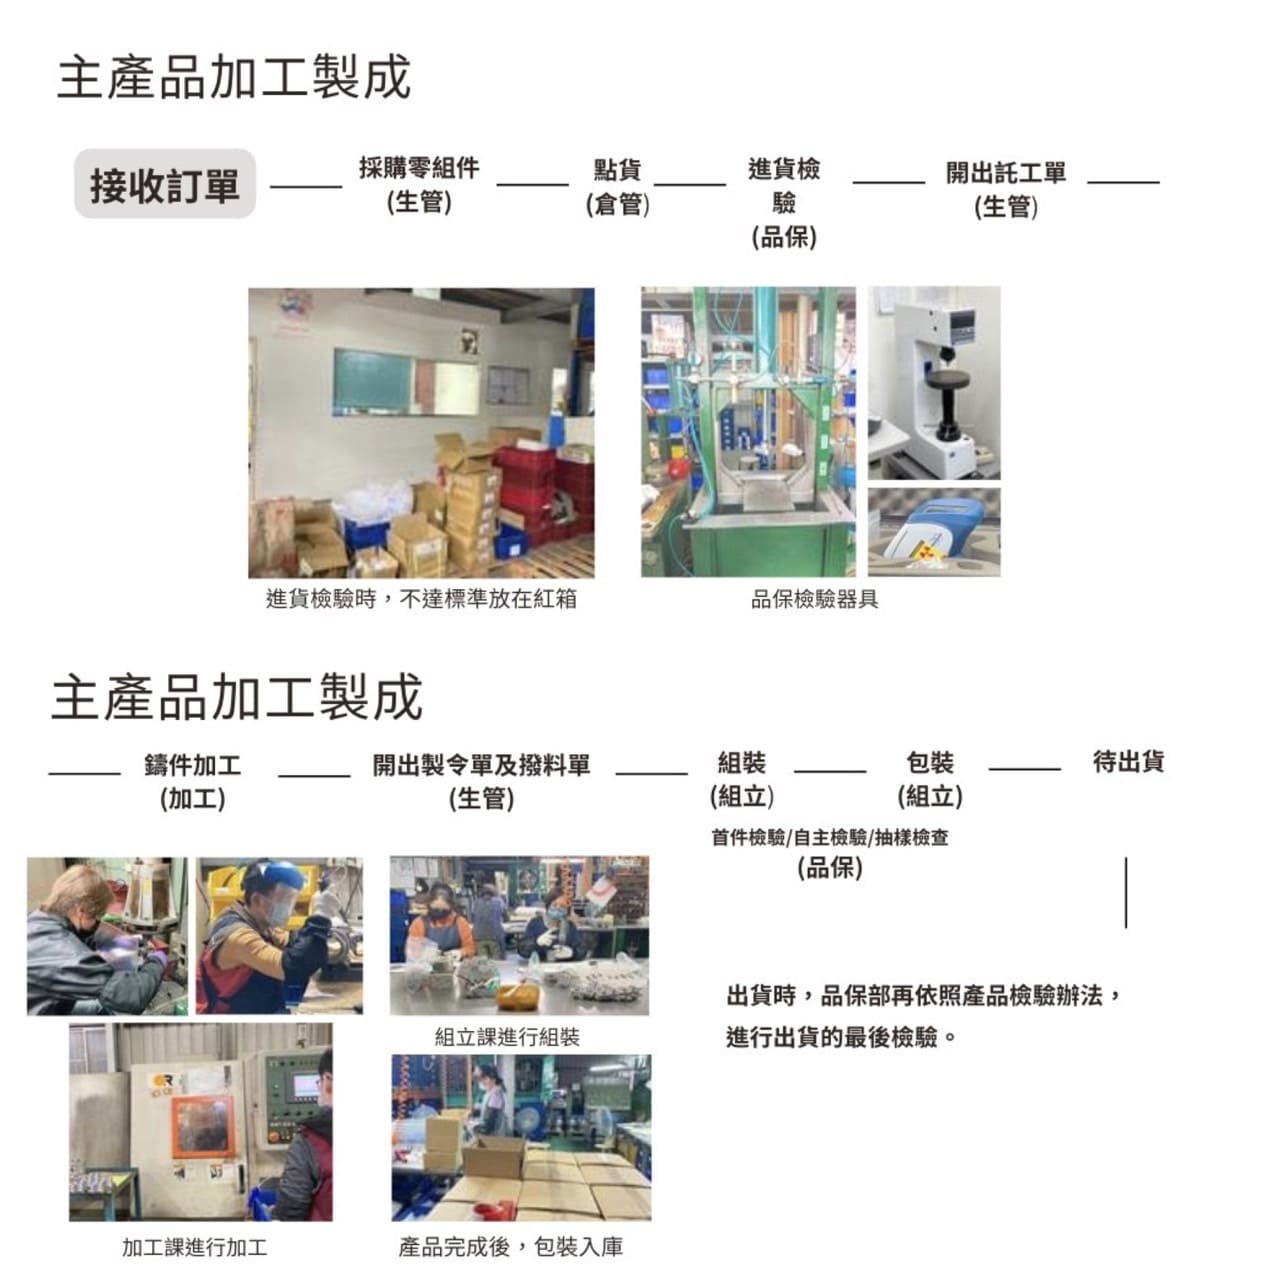 主產品加工製成
接收訂單
採購零組件
(生管)
點貨
(倉管)
進貨檢
驗
(品保)
開出託工單
(生管)
進貨檢驗時，不達標準放在紅箱
品保檢驗器具
主產品加工製成
鑄件加工
(加工)
開出製令單及撥料單
(生管)
組裝
(組立)
包裝
(組立)
待出貨
首件檢驗/自主檢驗/抽樣檢查
(品保)
出貨時，品保部再依照產品檢驗辦法，
進行出貨的最後檢驗。
組立課進行組裝
加工課進行加工
產品完成後，包裝入庫